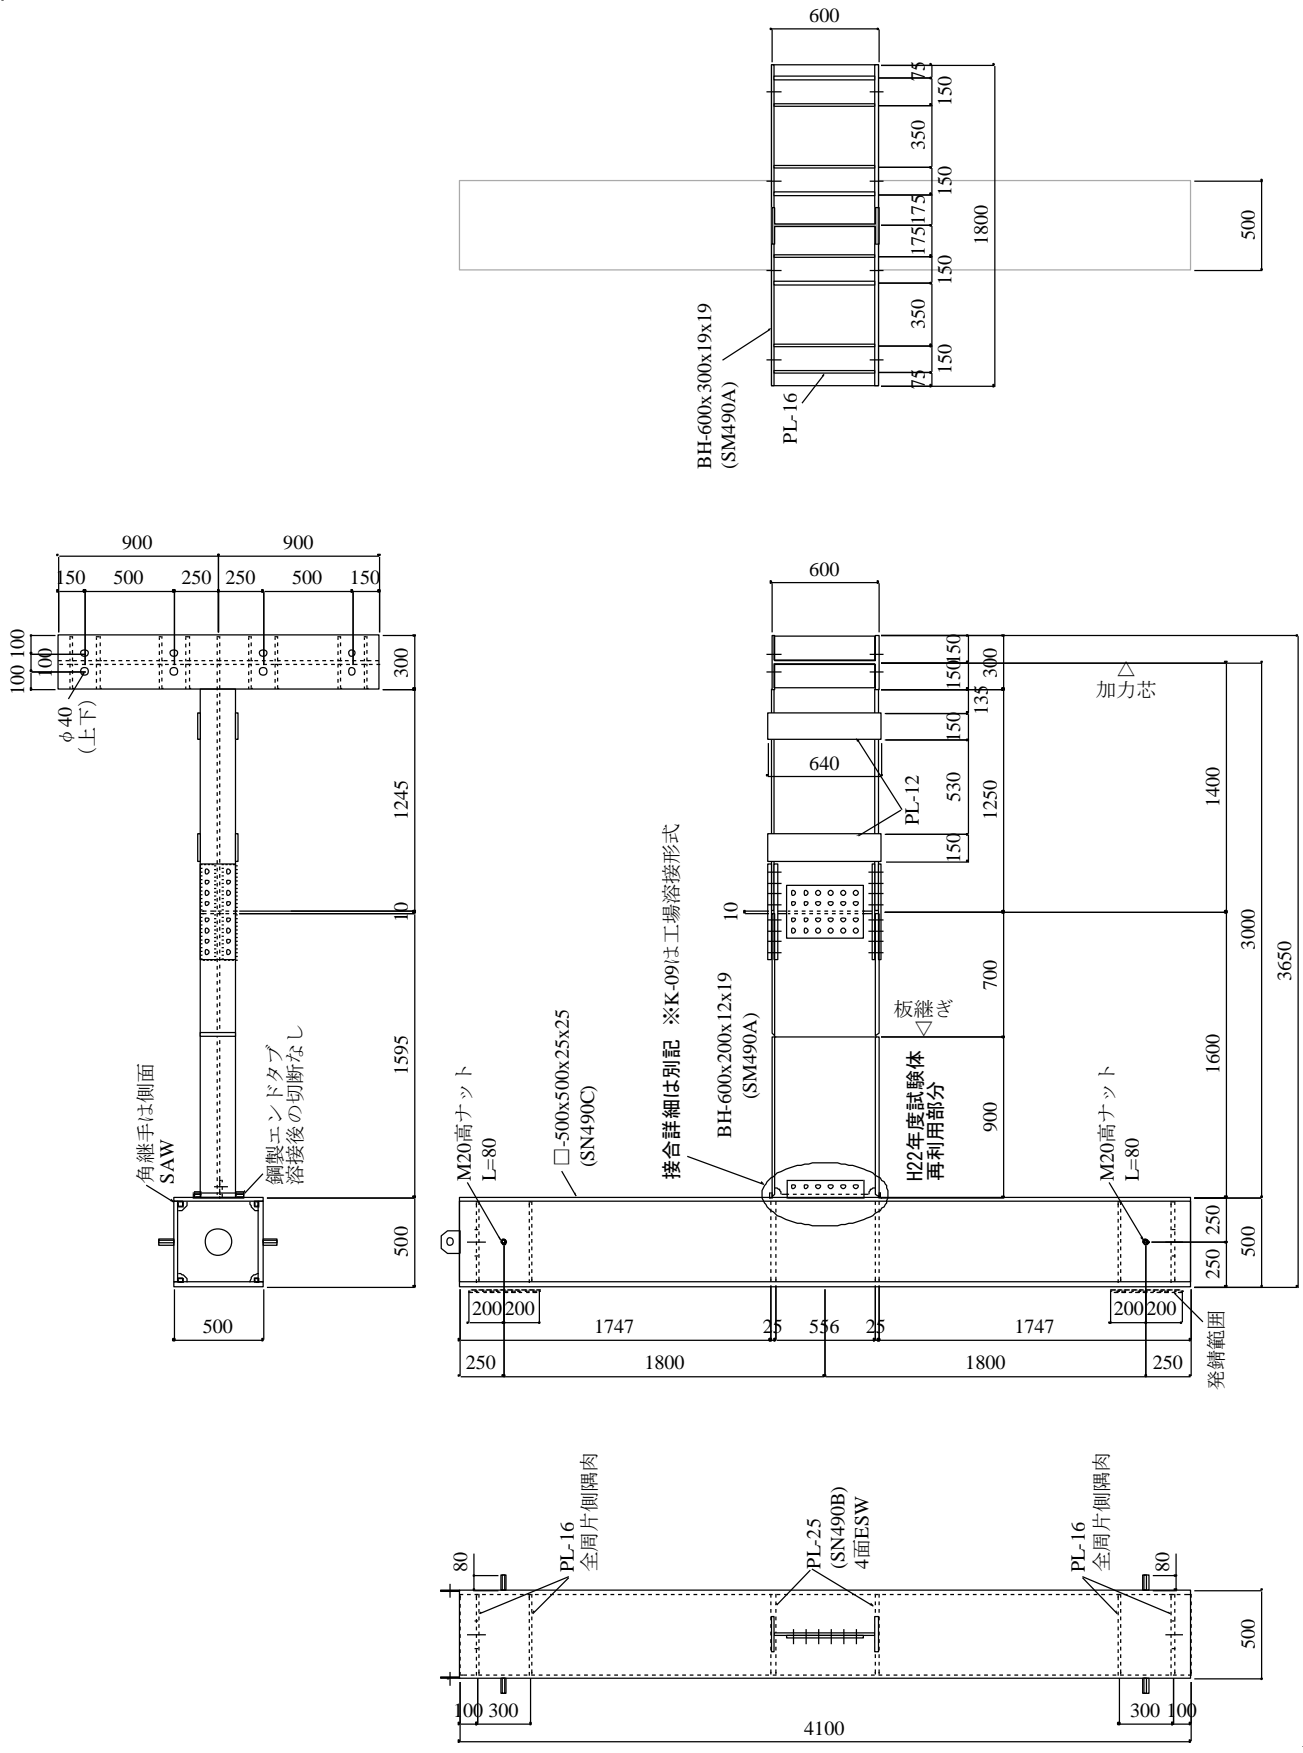 600
75
150
350
150
175
175
150
350
150
75
1800
500
BH-600x300x19x19
(SM490A)
PL-16
900
900
150
500
250
250
500
150
100
100
100
300
φ40
(上下)
1245
10
1595
角継手は側面
SAW
鋼製エンドタブ
溶接後の切断なし
500
500
600
150
150
300
135
150
640
530
1250
150
PL-12
加力芯
1400
3000
3650
10
700
板継ぎ
1600
900
H22年度試験体
再利用部分
接合詳細は別記 ※K-09は工場溶接形式
BH-600x200x12x19
(SM490A)
□-500x500x25x25
(SN490C)
M20高ナット
L=80
M20高ナット
L=80
250
250
500
200
200
200
200
発錆範囲
1747
25
556
25
1747
250
1800
1800
250
80
PL-16
全周片側隅肉
PL-25
(SN490B)
4面ESW
PL-16
全周片側隅肉
80
500
100
300
300
100
4100